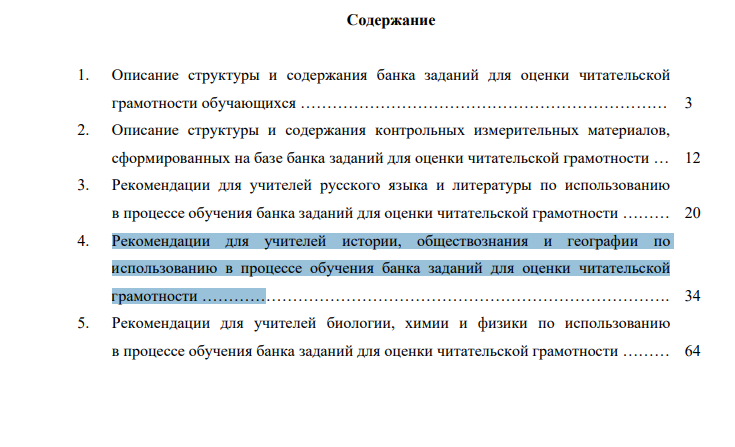 Содержание
1. Описание структуры и содержания банка заданий для оценки читательской
грамотности обучающихся …………………………………………………………… 3
2. Описание структуры и содержания контрольных измерительных материалов,
сформированных на базе банка заданий для оценки читательской грамотности … 12
3. Рекомендации для учителей русского языка и литературы по использованию
в процессе обучения банка заданий для оценки читательской грамотности ……… 20
4. Рекомендации для учителей истории, обществознания и географии по
использованию в процессе обучения банка заданий для оценки читательской
грамотности ………………………………………………………………………………. 34
5. Рекомендации для учителей биологии, химии и физики по использованию
в процессе обучения банка заданий для оценки читательской грамотности ……… 64